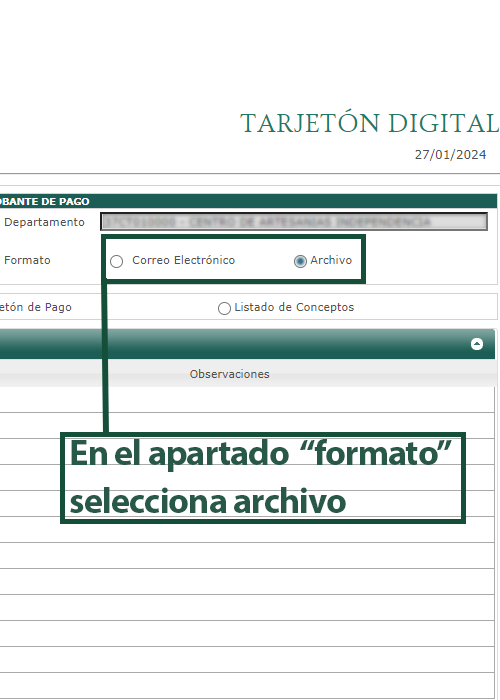 TARJETÓN DIGITAL
27/01/2024
OBANTE DE PAGO
Departamento
Formato Correo Electrónico Archivo
etón de Pago Listado de Conceptos
Observaciones
En el apartado “formato”
selecciona archivo